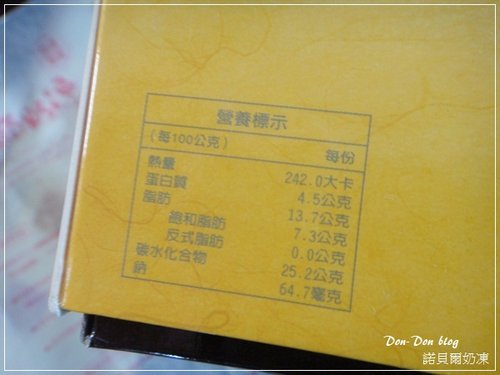 營養標示
(每100公克) 每份
熱量 242.0大卡
蛋白質 4.5公克
脂肪 13.7公克
飽和脂肪 7.3公克
反式脂肪 0.0公克
碳水化合物 25.2公克
鈉 64.7毫克
Don-Don blog
諾貝爾奶凍